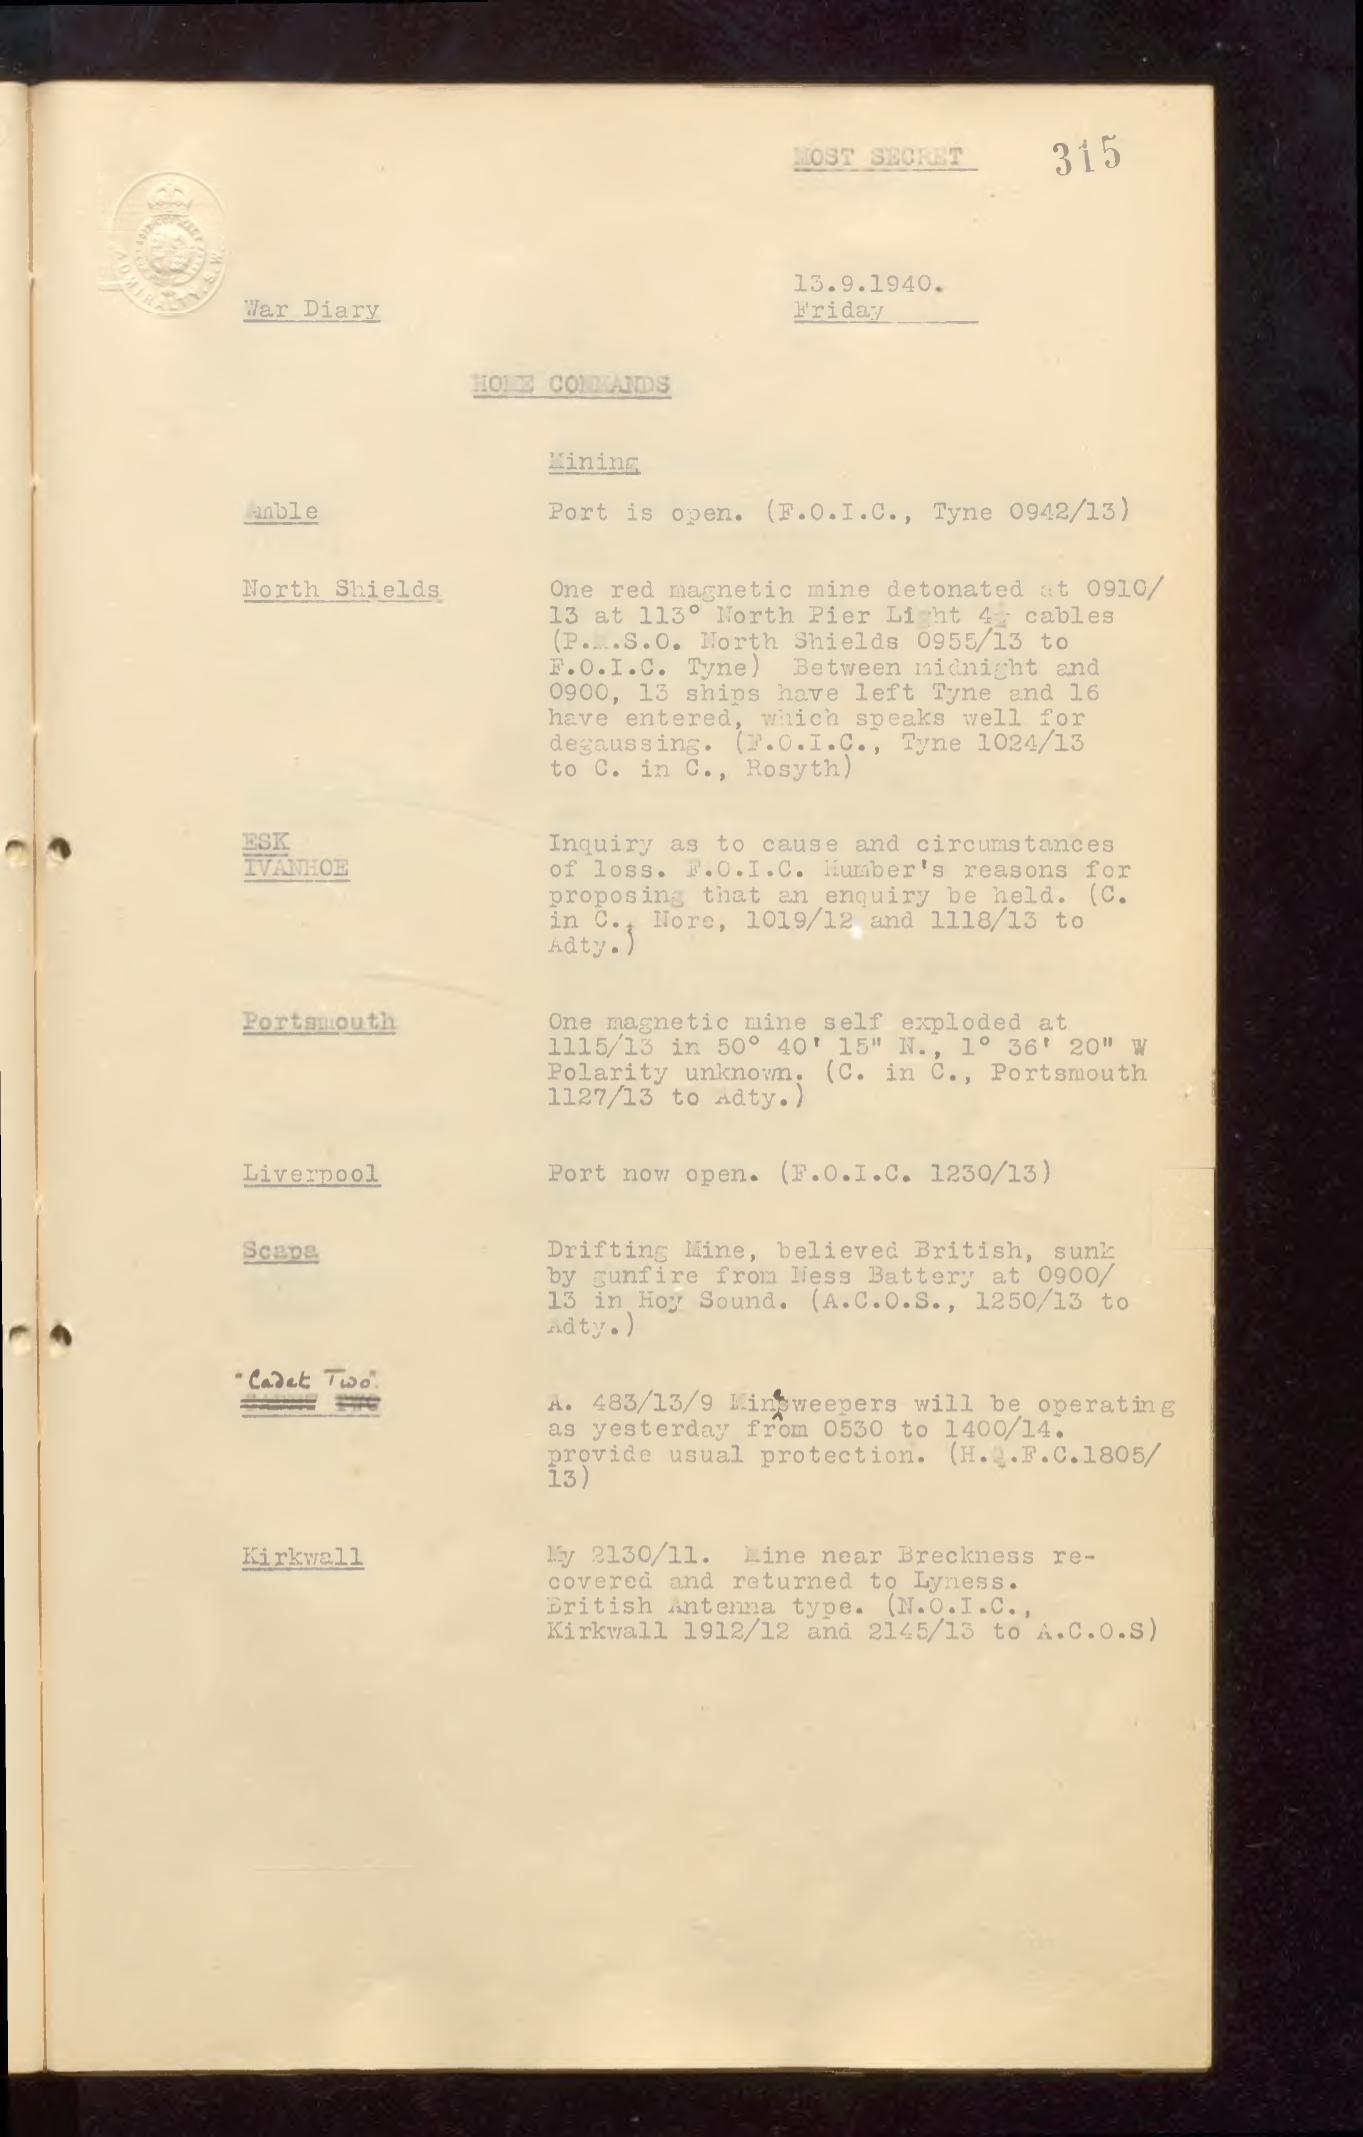 MOST SECRET
315
ADMIRALTY. S.W.
13.9.1940.
War Diary
Friday
HOME COMMANDS
Mining
Amble
Port is open. (F.O.I.C., Tyne 0942/13)
North Shields
One red magnetic mine detonated at 0910/
13 at 113° North Pier Light 4½ cables
(P.M.S.O. North Shields 0955/13 to
F.O.I.C. Tyne) Between midnight and
0900, 13 ships have left Tyne and 16
have entered, which speaks well for
degaussing. (F.O.I.C., Tyne 1024/13
to C. in C., Rosyth)
ESK
IVANHOE
Inquiry as to cause and circumstances
of loss. F.O.I.C. Humber's reasons for
proposing that an enquiry be held. (C.
in C., Nore, 1019/12 and 1118/13 to
Adty.)
Portsmouth
One magnetic mine self exploded at
1115/13 in 50° 40' 15" N., 1° 36' 20" W
Polarity unknown. (C. in C., Portsmouth
1127/13 to Adty.)
Liverpool
Port now open. (F.O.I.C. 1230/13)
Scapa
Drifting Mine, believed British, sunk
by gunfire from Ness Battery at 0900/
13 in Hoy Sound. (A.C.O.S., 1250/13 to
Adty.)
"Cadet Two".
A. 483/13/9 Minesweepers will be operating
as yesterday from 0530 to 1400/14.
provide usual protection. (H.Q.F.C.1805/
13)
Kirkwall
My 2130/11. Mine near Breckness re-
covered and returned to Lyness.
British Antenna type. (N.O.I.C.,
Kirkwall 1912/12 and 2145/13 to A.C.O.S)